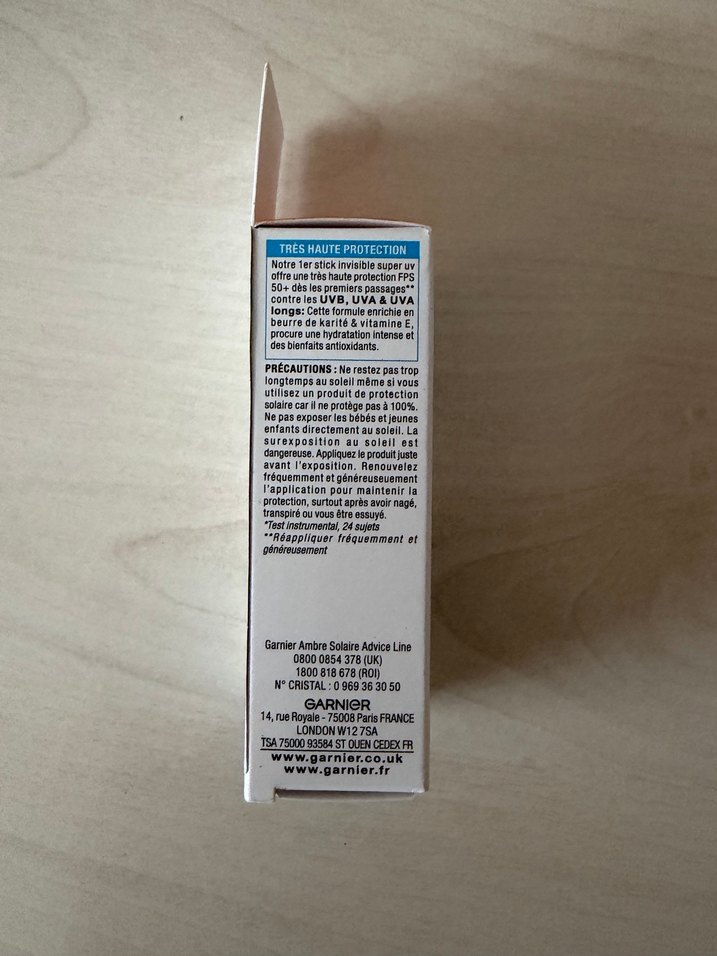 TRÈS HAUTE PROTECTION
Notre 1er stick invisible super uv
offre une très haute protection FPS
50+ dès les premiers passages**
contre les UVB, UVA & UVA
longs: Cette formule enrichie en
beurre de karité & vitamine E,
procure une hydratation intense et
des bienfaits antioxidants.
PRÉCAUTIONS : Ne restez pas trop
longtemps au soleil même si vous
utilisez un produit de protection
solaire car il ne protège pas à 100%.
Ne pas exposer les bébés et jeunes
enfants directement au soleil. La
surexposition au soleil est
dangereuse. Appliquez le produit juste
avant l'exposition. Renouvelez
fréquemment et généreuseuement
l'application pour maintenir la
protection, surtout après avoir nagé,
transpiré ou vous être essuyé.
*Test instrumental, 24 sujets
**Réappliquer fréquemment et
généreusement
Garnier Ambre Solaire Advice Line
0800 0854 378 (UK)
1800 818 678 (ROI)
N° CRISTAL : 0 969 36 30 50
GARNIER
14, rue Royale - 75008 Paris FRANCE
LONDON W12 7SA
TSA 75000 93584 ST OUEN CEDEX FR
www.garnier.co.uk
www.garnier.fr